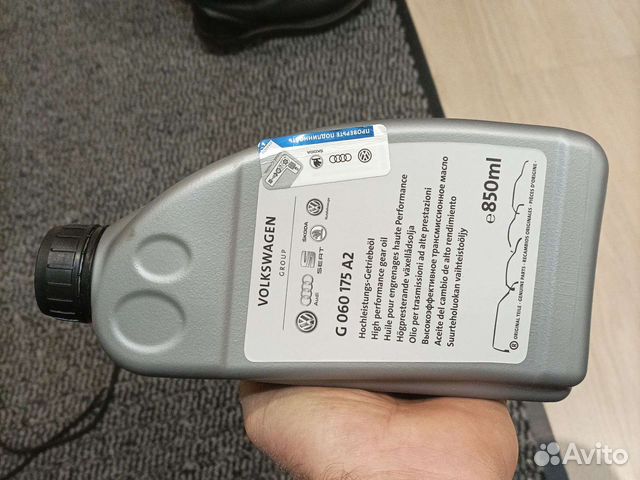 ПРОВЕРЬТЕ ПОДЛИННОСТЬ
ŠKODA
VOLKSWAGEN
GROUP
Audi
SEAT
ŠKODA
G 060 175 A2
Hochleistungs-Getriebeöl
High performance gear oil
Huile pour engrenages haute Performance
Högpresterande växellådsolja
Olio per trasmissioni ad alte prestazioni
Высокоэффективное трансмиссионное масло
Aceite del cambio de alto rendimiento
Suurteholuokan vaihteistoöljy
e 850ml
® ORIGINAL TEILE · GENUINE PARTS · RECAMBIOS ORIGINALES · PIÈCES D'ORIGINE ·
Avito